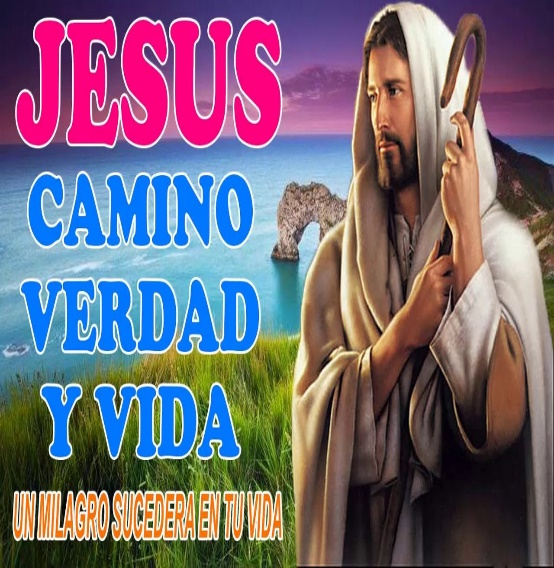 JESUS
CAMINO
VERDAD
Y VIDA
UN MILAGRO SUCEDERA EN TU VIDA